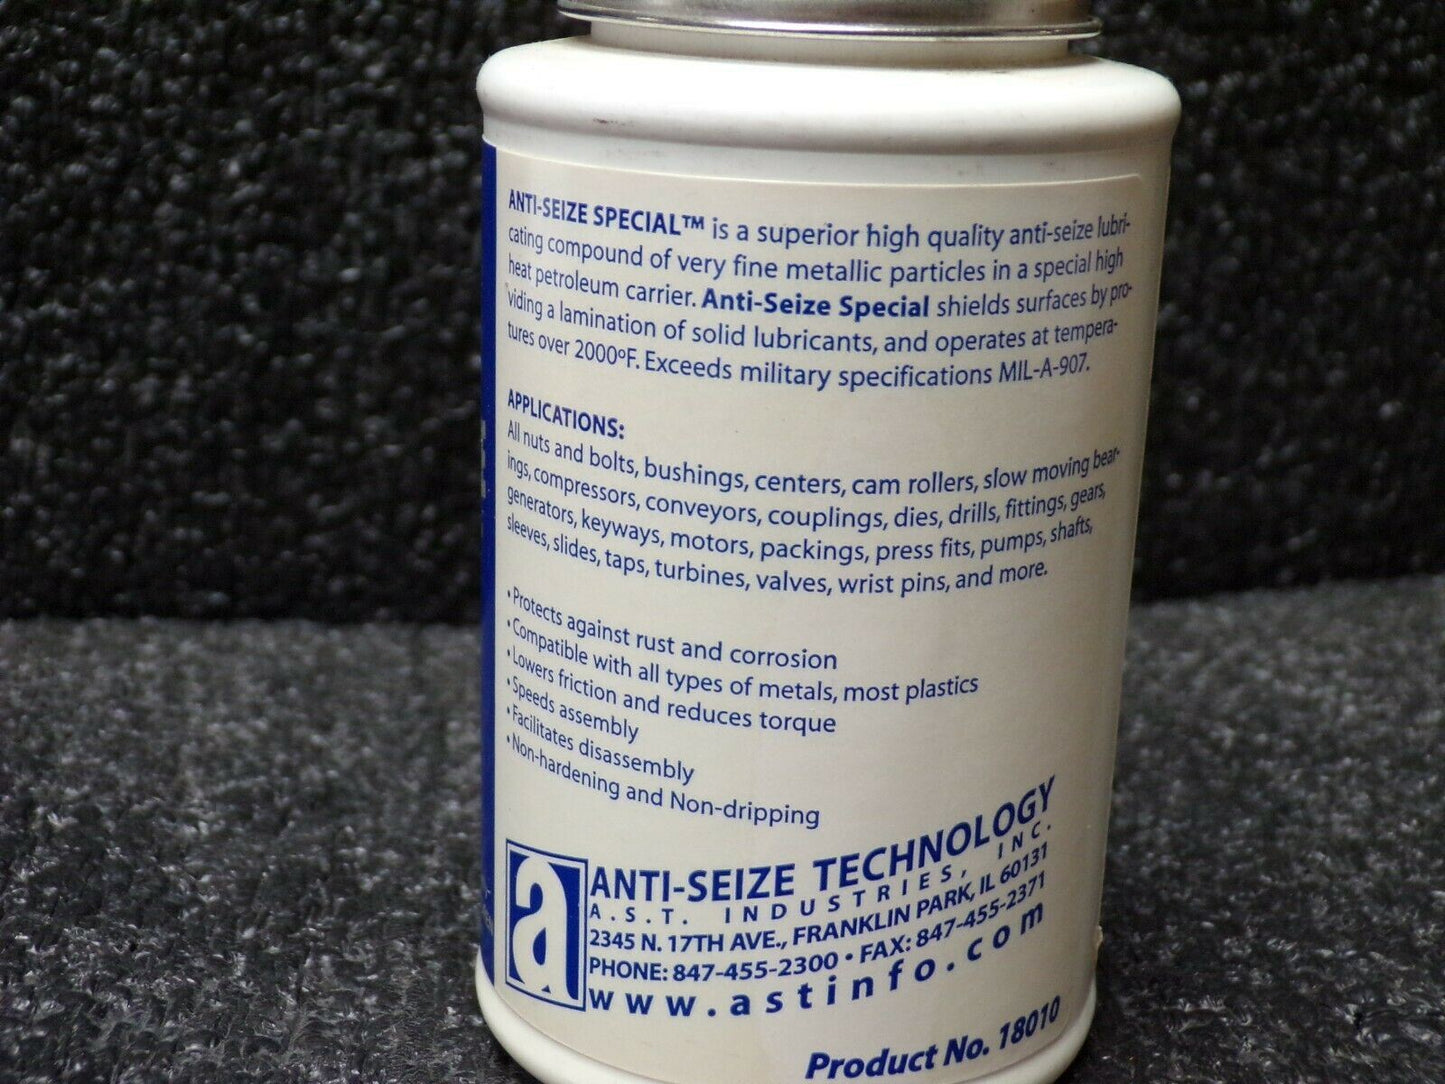 ANTI-SEIZE SPECIAL™ is a superior high quality anti-seize lubri-
cating compound of very fine metallic particles in a special high
heat petroleum carrier. Anti-Seize Special shields surfaces by pro-
viding a lamination of solid lubricants, and operates at tempera-
tures over 2000ºF. Exceeds military specifications MIL-A-907.
APPLICATIONS:
All nuts and bolts, bushings, centers, cam rollers, slow moving bear-
ings, compressors, conveyors, couplings, dies, drills, fittings, gears,
generators, keyways, motors, packings, press fits, pumps, shafts,
sleeves, slides, taps, turbines, valves, wrist pins, and more.
• Protects against rust and corrosion
• Compatible with all types of metals, most plastics
• Lowers friction and reduces torque
• Speeds assembly
• Facilitates disassembly
• Non-hardening and Non-dripping
a
ANTI-SEIZE TECHNOLOGY
A.S.T. INDUSTRIES, INC.
2345 N. 17TH AVE., FRANKLIN PARK, IL 60131
PHONE: 847-455-2300 • FAX: 847-455-2371
www.astinfo.com
Product No. 18010